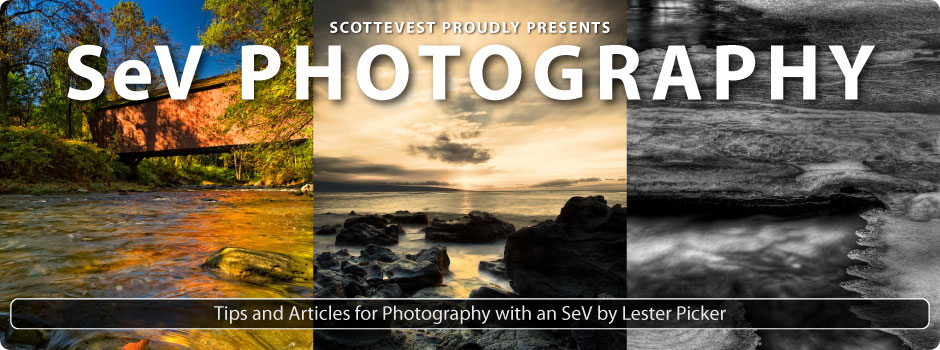 SCOTTEVEST PROUDLY PRESENTS
SeV PHOTOGRAPHY
Tips and Articles for Photography with an SeV by Lester Picker